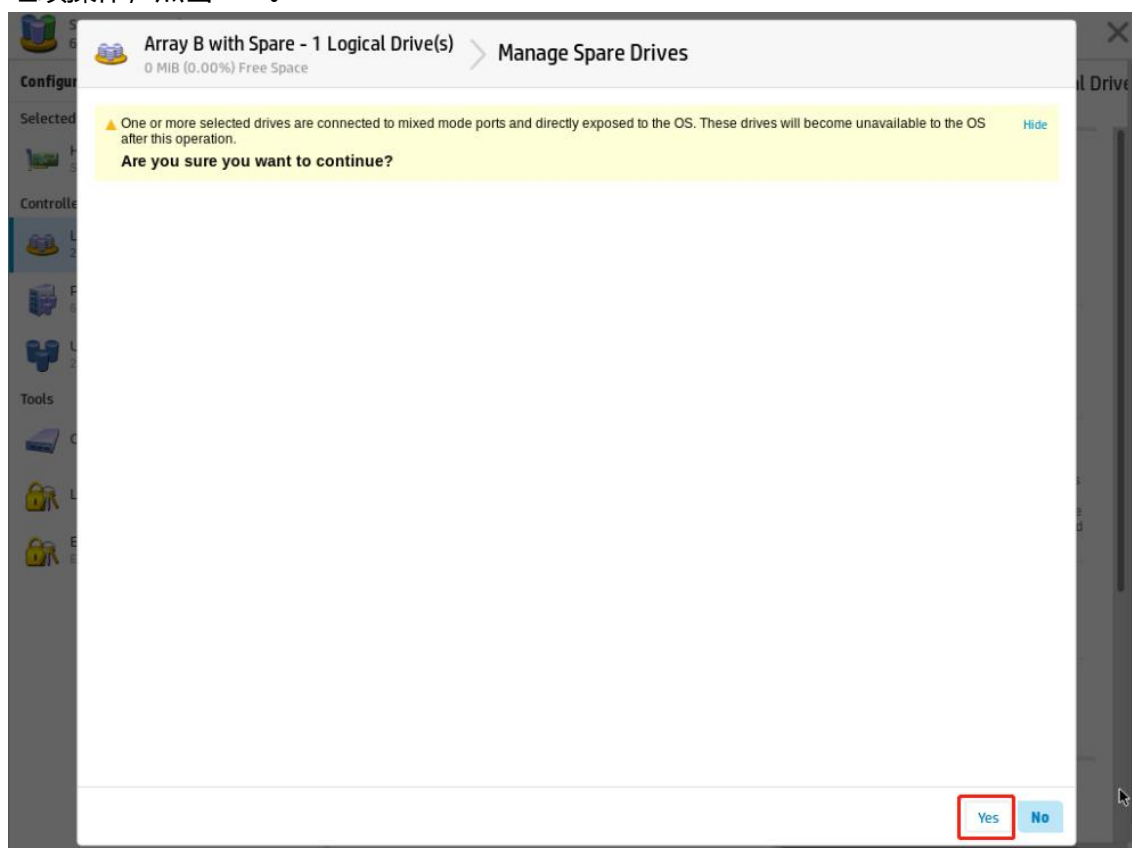 Array B with Spare - 1 Logical Drive(s)
0 MiB (0.00%) Free Space
Manage Spare Drives
Configur
l Drive
Selected
One or more selected drives are connected to mixed mode ports and directly exposed to the OS. These drives will become unavailable to the OS
after this operation.
Hide
Are you sure you want to continue?
Controlle
Tools
Yes
No